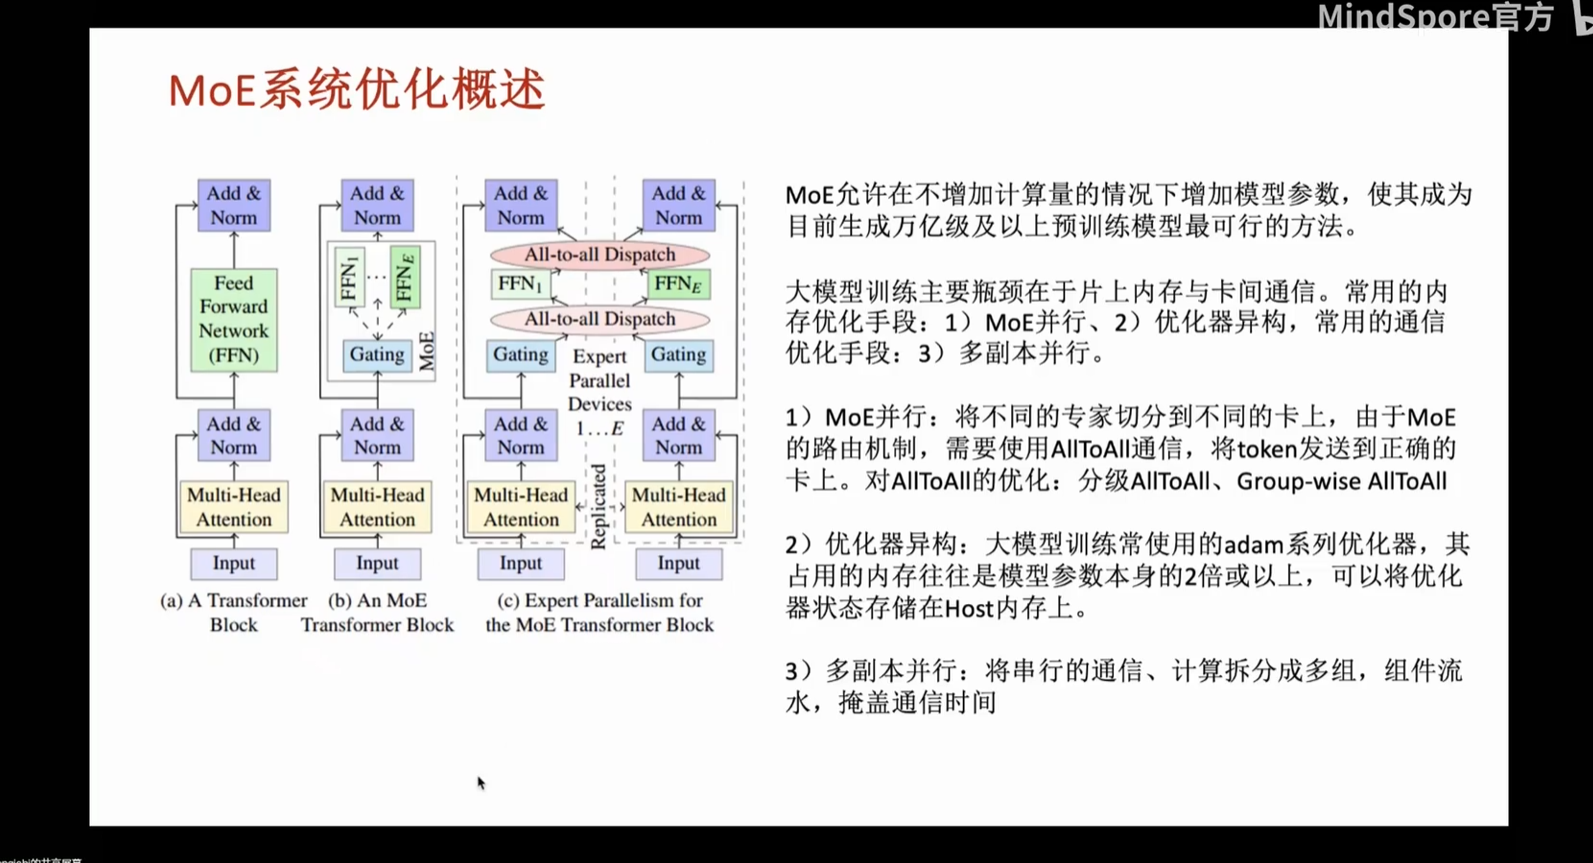 MindSpore官方
MoE系统优化概述
Add &
Norm
Feed
Forward
Network
(FFN)
Add &
Norm
Multi-Head
Attention
Input
(a) A Transformer
Block
Add &
Norm
FFN1
...
FFNE
Gating
MoE
Add &
Norm
Multi-Head
Attention
Input
(b) An MoE
Transformer Block
Add &
Norm
Add &
Norm
All-to-all Dispatch
FFN1
FFNE
All-to-all Dispatch
Gating
Expert
Parallel
Devices
1...E
Gating
Add &
Norm
Add &
Norm
Multi-Head
Attention
Replicated
Multi-Head
Attention
Input
Input
(c) Expert Parallelism for
the MoE Transformer Block
MoE允许在不增加计算量的情况下增加模型参数，使其成为
目前生成万亿级及以上预训练模型最可行的方法。
大模型训练主要瓶颈在于片上内存与卡间通信。常用的内
存优化手段：1）MoE并行、2）优化器异构，常用的通信
优化手段：3）多副本并行。
1）MoE并行：将不同的专家切分到不同的卡上，由于MoE
的路由机制，需要使用AllToAll通信，将token发送到正确的
卡上。对AllToAll的优化：分级AllToAll、Group-wise AllToAll
2）优化器异构：大模型训练常使用的adam系列优化器，其
占用的内存往往是模型参数本身的2倍或以上，可以将优化
器状态存储在Host内存上。
3）多副本并行：将串行的通信、计算拆分成多组，组件流
水，掩盖通信时间